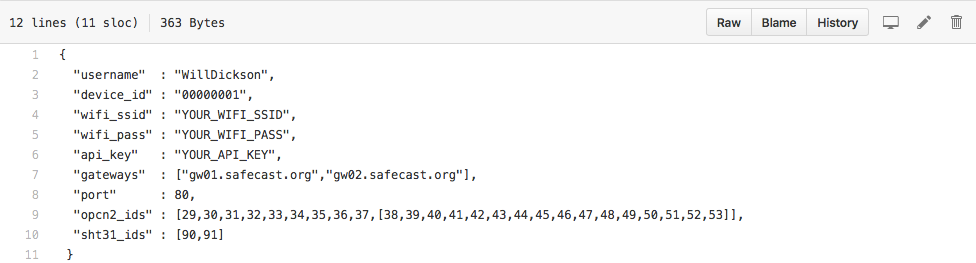 12 lines (11 sloc) 363 Bytes Raw Blame History
1 {
2 "username" : "WillDickson",
3 "device_id" : "00000001",
4 "wifi_ssid" : "YOUR_WIFI_SSID",
5 "wifi_pass" : "YOUR_WIFI_PASS",
6 "api_key" : "YOUR_API_KEY",
7 "gateways" : ["gw01.safecast.org","gw02.safecast.org"],
8 "port" : 80,
9 "opcn2_ids" : [29,30,31,32,33,34,35,36,37,[38,39,40,41,42,43,44,45,46,47,48,49,50,51,52,53]],
10 "sht31_ids" : [90,91]
11 }